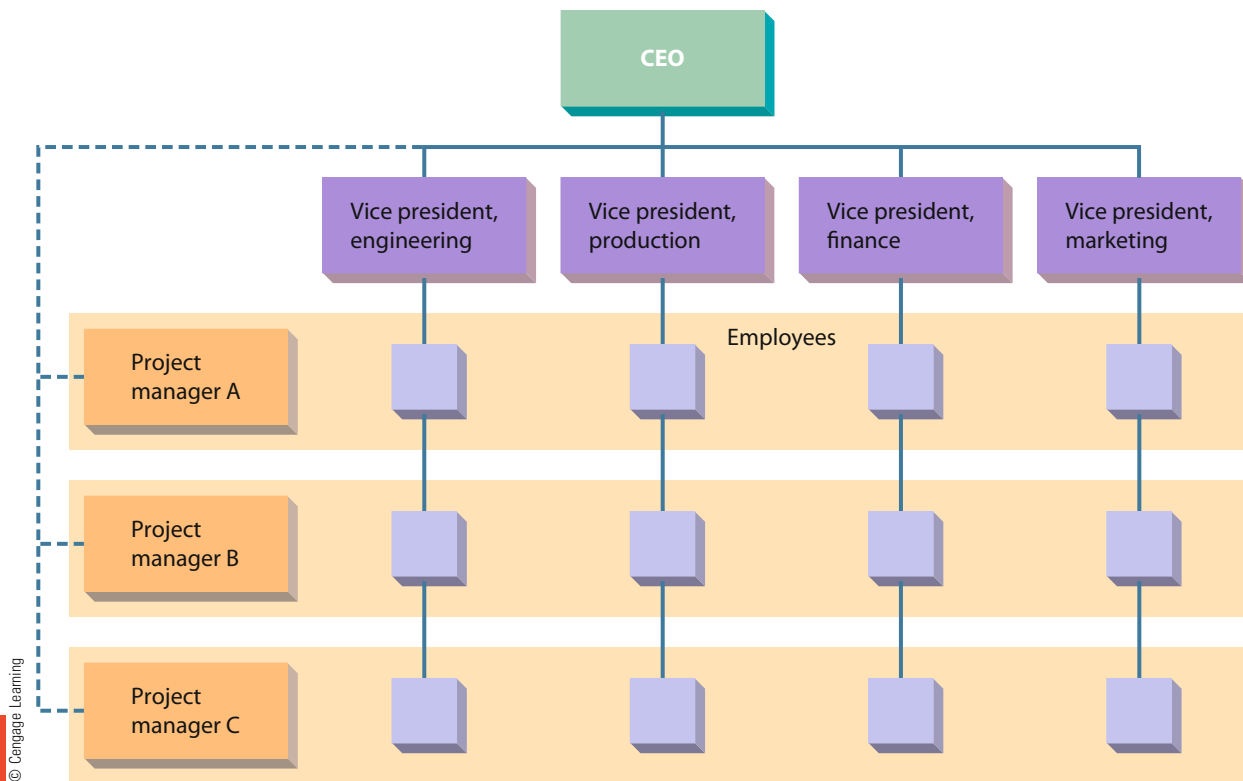 CEO
Vice president,
engineering
Vice president,
production
Vice president,
finance
Vice president,
marketing
Employees
Project
manager A
Project
manager B
Project
manager C
© Cengage Learning